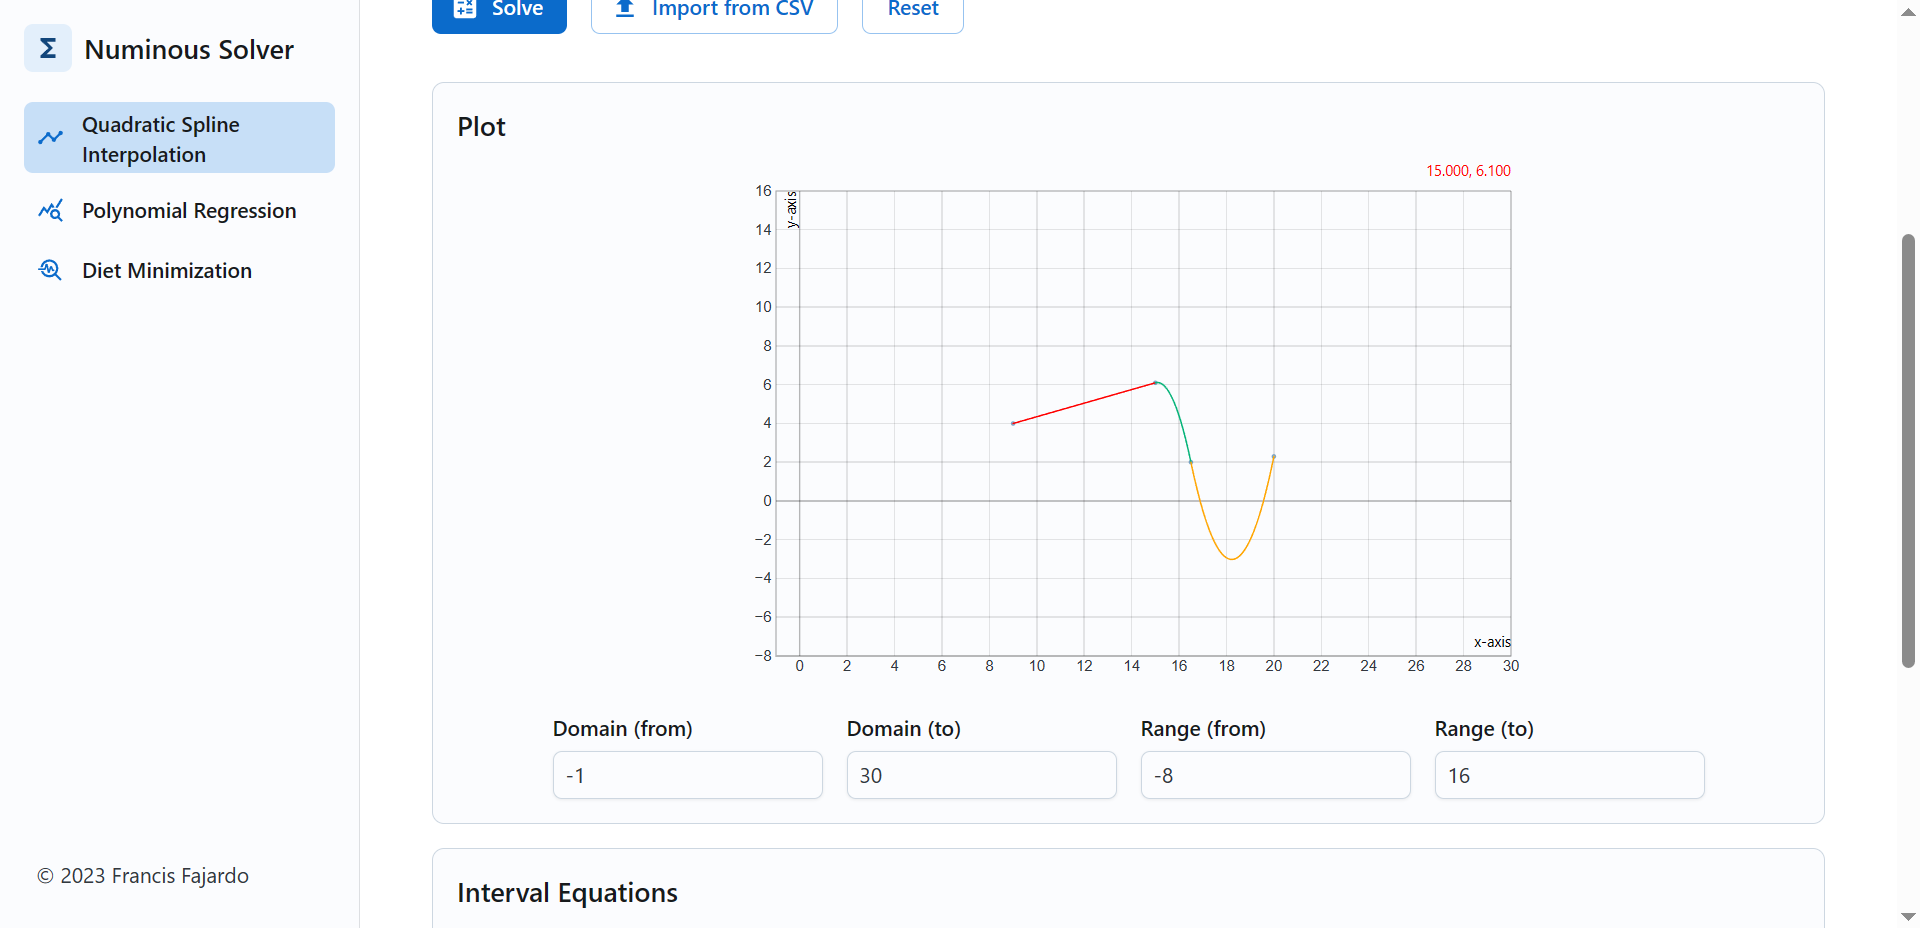 Solve
Import from CSV
Reset
Σ
Numinous Solver
Quadratic Spline
Interpolation
Polynomial Regression
Diet Minimization
Plot
15.000, 6.100
16
14
12
10
8
6
4
2
0
−2
−4
−6
−8
y-axis
x-axis
0 2 4 6 8 10 12 14 16 18 20 22 24 26 28 30
Domain (from)
Domain (to)
Range (from)
Range (to)
-1
30
-8
16
© 2023 Francis Fajardo
Interval Equations